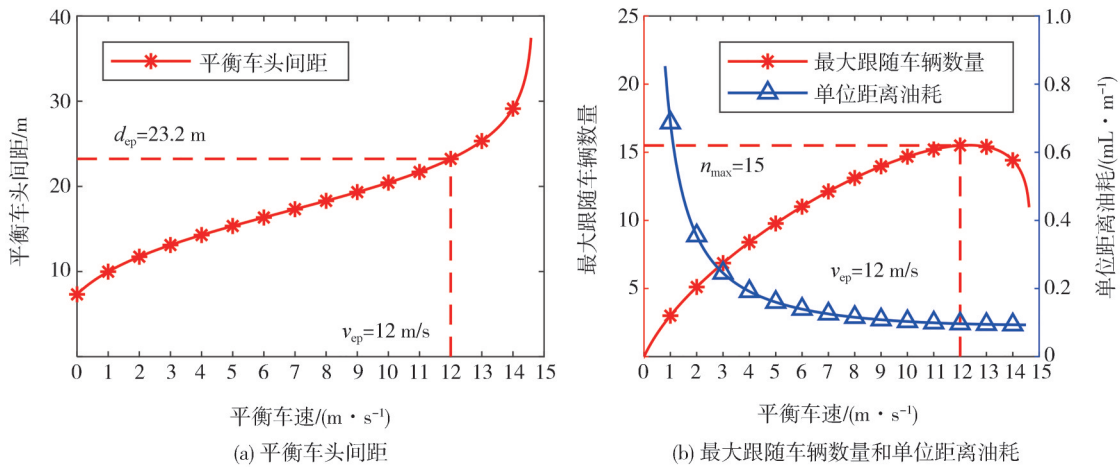 40
30
20
10
平衡车头间距/m
平衡车头间距
dep=23.2 m
vep=12 m/s
0 1 2 3 4 5 6 7 8 9 10 11 12 13 14 15
平衡车速/(m·s⁻¹)
(a) 平衡车头间距
25
20
15
10
5
最大跟随车辆数量
最大跟随车辆数量
单位距离油耗
nmax=15
vep=12 m/s
1.0
0.8
0.6
0.4
0.2
0
单位距离油耗/(mL·m⁻¹)
0 1 2 3 4 5 6 7 8 9 10 11 12 13 14 15
平衡车速/(m·s⁻¹)
(b) 最大跟随车辆数量和单位距离油耗